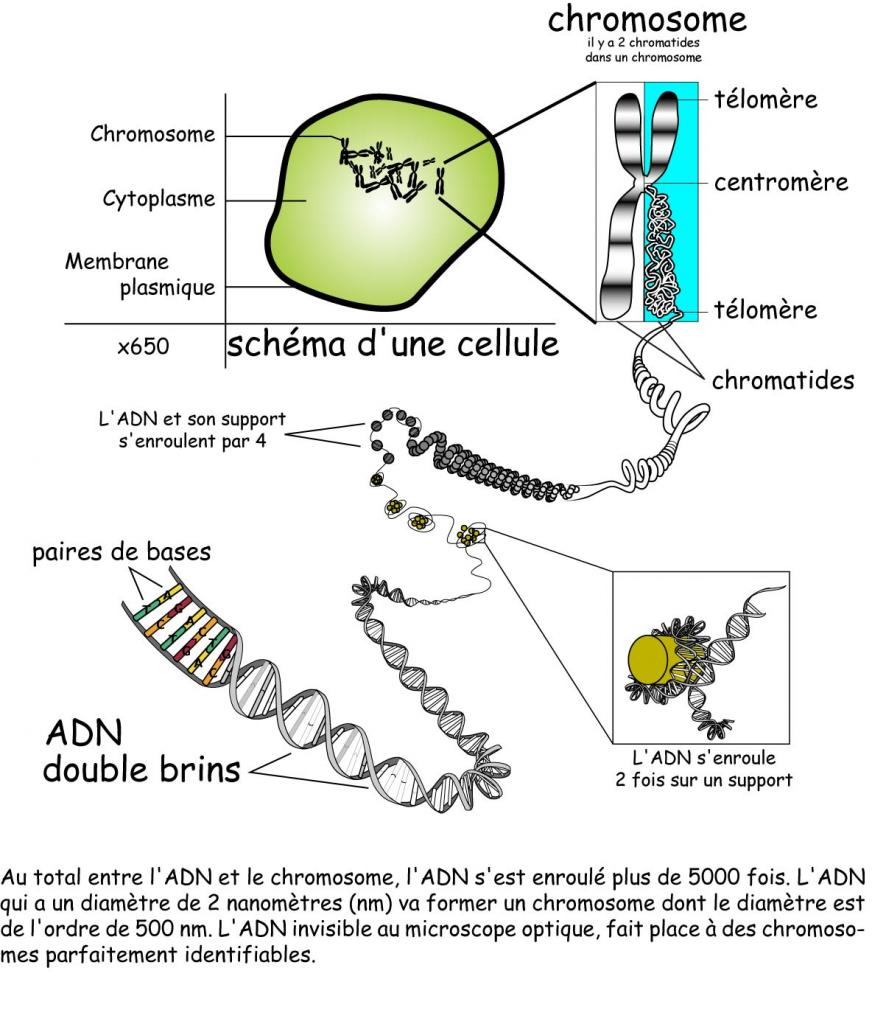 chromosome
il y a 2 chromatides
dans un chromosome
télomère
centromère
télomère
chromatides
Chromosome
Cytoplasme
Membrane
plasmique
x650
schéma d'une cellule
L'ADN et son support
s'enroulent par 4
paires de bases
T A
C G
T A
T C
G A
C G
ADN
double brins
L'ADN s'enroule
2 fois sur un support
Au total entre l'ADN et le chromosome, l'ADN s'est enroulé plus de 5000 fois. L'ADN
qui a un diamètre de 2 nanomètres (nm) va former un chromosome dont le diamètre est
de l'ordre de 500 nm. L'ADN invisible au microscope optique, fait place à des chromoso-
mes parfaitement identifiables.